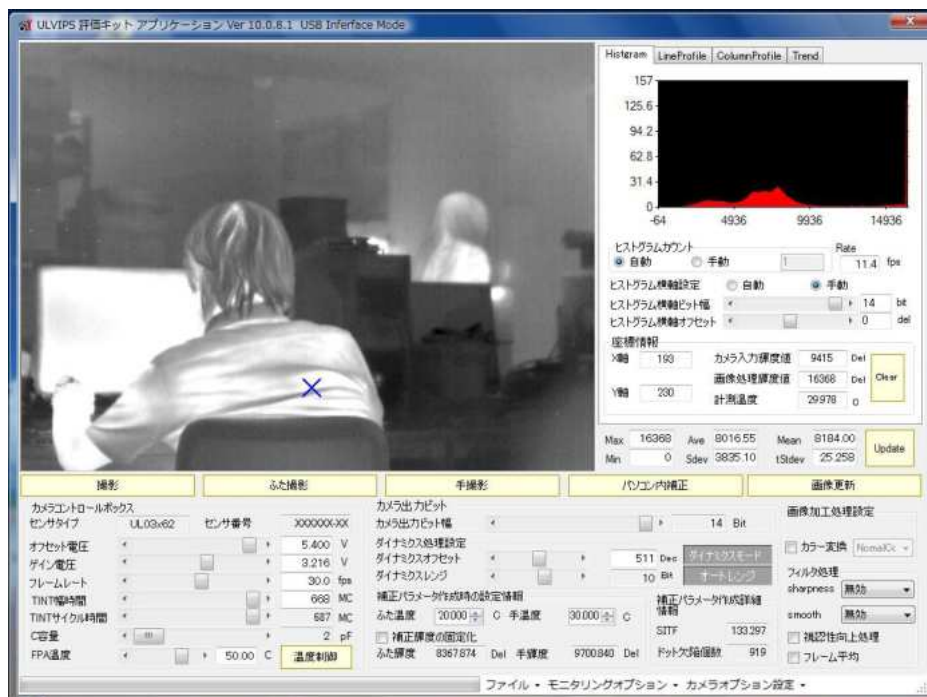 ULVIPS 評価キット アプリケーション Ver 10.0.8.1 USB Inferface Mode
Histgram LineProfile ColumnProfile Trend
157
125.6
94.2
62.8
31.4
0
-64 4936 9936 14936
ヒストグラムカウント Rate
自動 手動 1 11.4 fps
ヒストグラム横軸設定 自動 手動
ヒストグラム横軸ビット幅 14 bit
ヒストグラム横軸オフセット 0 del
座標情報
X軸 193 カメラ入力輝度値 9415 Del
画像処理輝度値 16368 Del Clear
Y軸 230
計測温度 29.978 O
Max 16368 Ave 8016.55 Mean 8184.00
Min 0 Sdev 3835.10 tStdev 25.258 Update
撮影 ふた撮影 手撮影 パソコン内補正 画像更新
カメラコントロールボックス カメラ出力ビット 画像加工処理設定
センサタイプ UL03x62 センサ番号 XXXXXX-XX カメラ出力ビット幅 14 Bit
オフセット電圧 5.400 V ダイナミクス処理設定
ゲイン電圧 3.216 V ダイナミクスオフセット 511 Dec ダイナミクスモード カラー変換
フレームレート 30.0 fps ダイナミクスレンジ 10 Bit オートレンジ フィルタ処理
TINT幅時間 668 MC 補正パラメータ作成時の設定情報 補正パラメータ作成詳細情報 sharpness 無効
TINTサイクル時間 687 MC ふた温度 20.000 C 手温度 30.000 C smooth 無効
C容量 2 pF 補正輝度の固定化 SITF 133.297 視認性向上処理
FPA温度 50.00 C 温度制御 ふた輝度 8367.874 Del 手輝度 9700.840 Del ドット欠陥個数 919 フレーム平均
ファイル モニタリングオプション カメラオプション設定